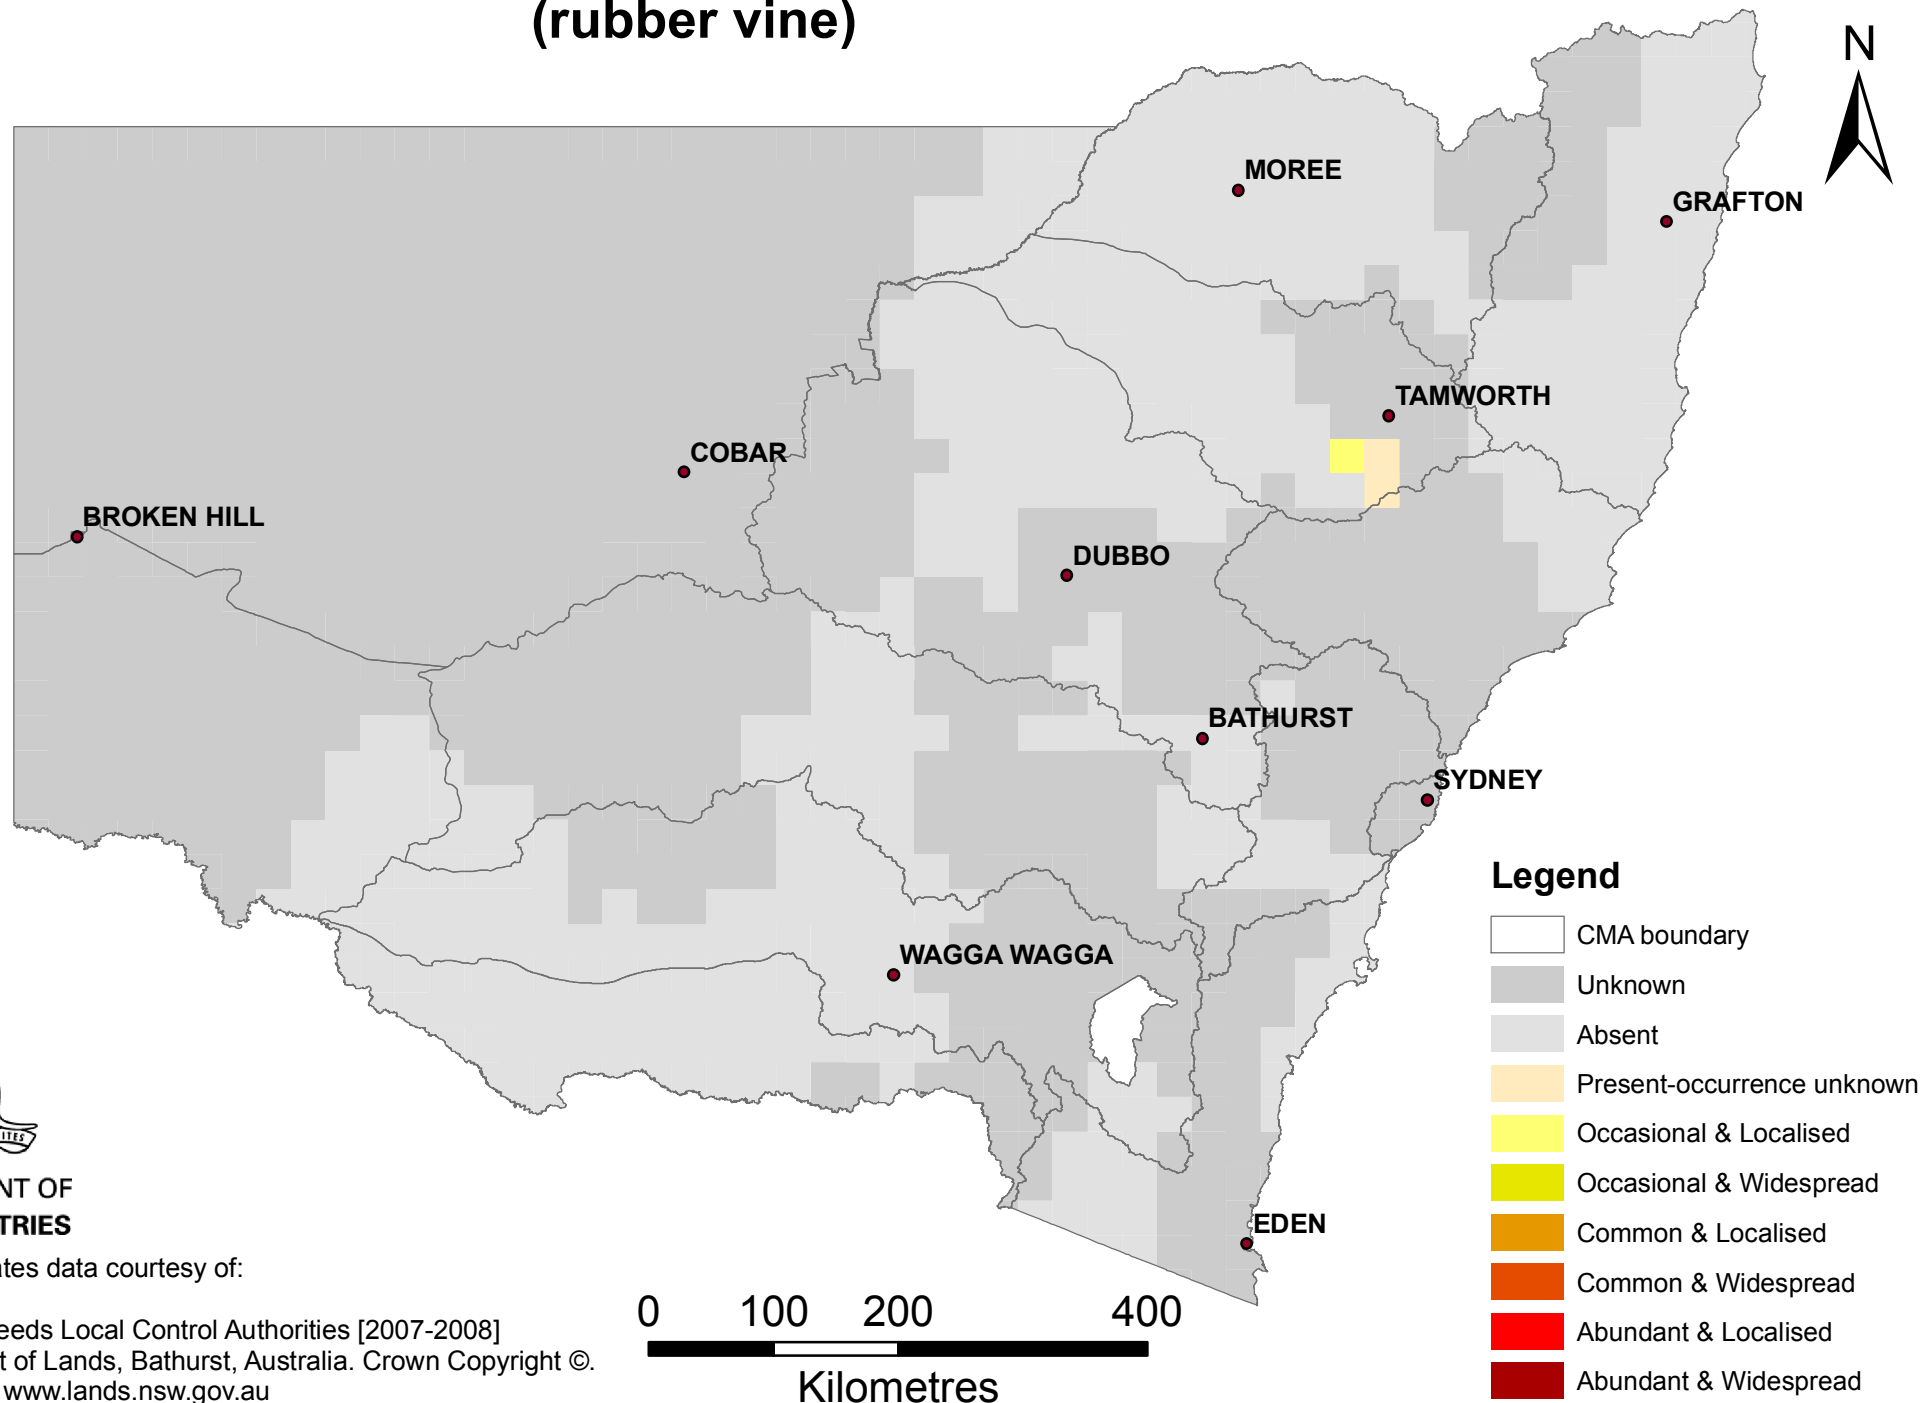 (rubber vine)
N
MOREE
GRAFTON
TAMWORTH
COBAR
BROKEN HILL
DUBBO
BATHURST
SYDNEY
WAGGA WAGGA
EDEN
Legend
CMA boundary
Unknown
Absent
Present-occurrence unknown
Occasional & Localised
Occasional & Widespread
Common & Localised
Common & Widespread
Abundant & Localised
Abundant & Widespread
NT OF
TRIES
ates data courtesy of:
eeds Local Control Authorities [2007-2008]
t of Lands, Bathurst, Australia. Crown Copyright ©.
www.lands.nsw.gov.au
0 100 200 400
Kilometres